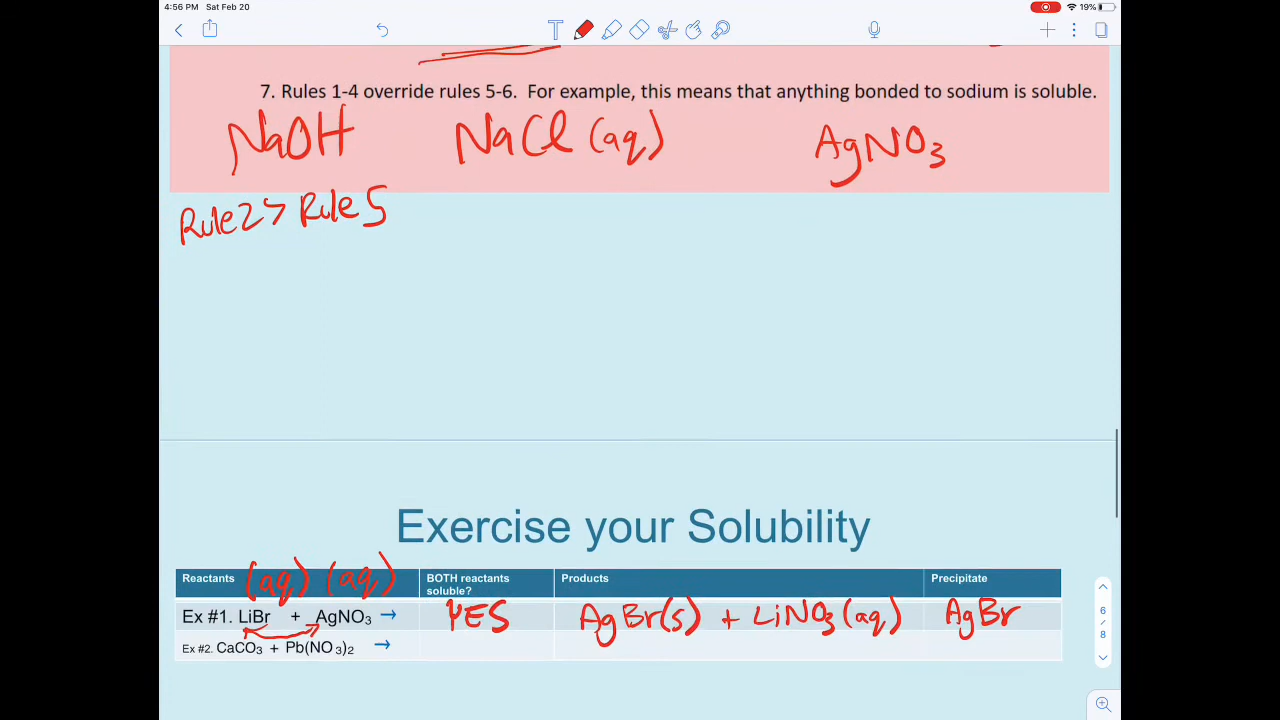 4:56 PM Sat Feb 20 19%
7. Rules 1-4 override rules 5-6. For example, this means that anything bonded to sodium is soluble.
NaOH NaCl (aq) AgNO3
Rule 2 > Rule 5
Exercise your Solubility
Reactants (aq) (aq) BOTH reactants soluble? Products Precipitate
Ex #1. LiBr + AgNO3 → YES AgBr(s) + LiNO3 (aq) AgBr
Ex #2. CaCO3 + Pb(NO3)2 →
6
/
8